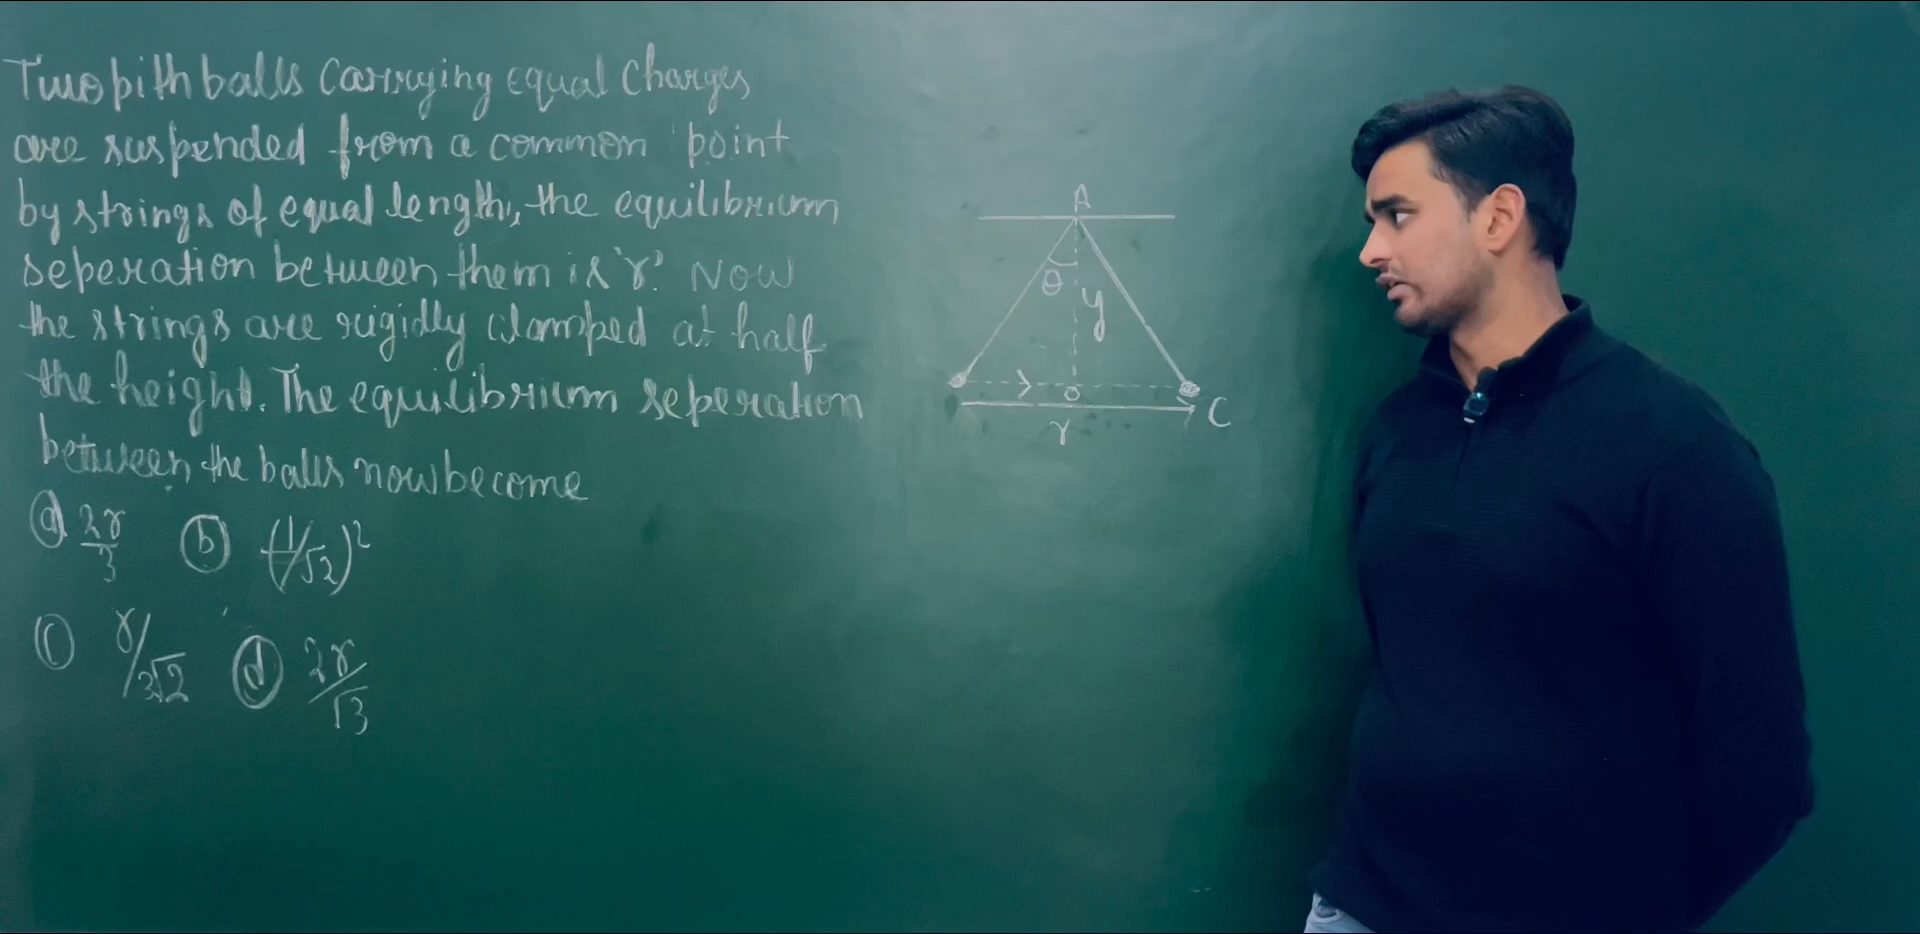 Two pith balls carrying equal charges
are suspended from a common point
by strings of equal length, the equilibrium
seperation between them is 'r'. Now
the strings are rigidly clamped at half
the height. The equilibrium seperation
between the balls now become
(a) 2r/3 (b) (1/√2)²
(c) r/³√2 (d) 2r/√3
A
θ
y
O
C
r